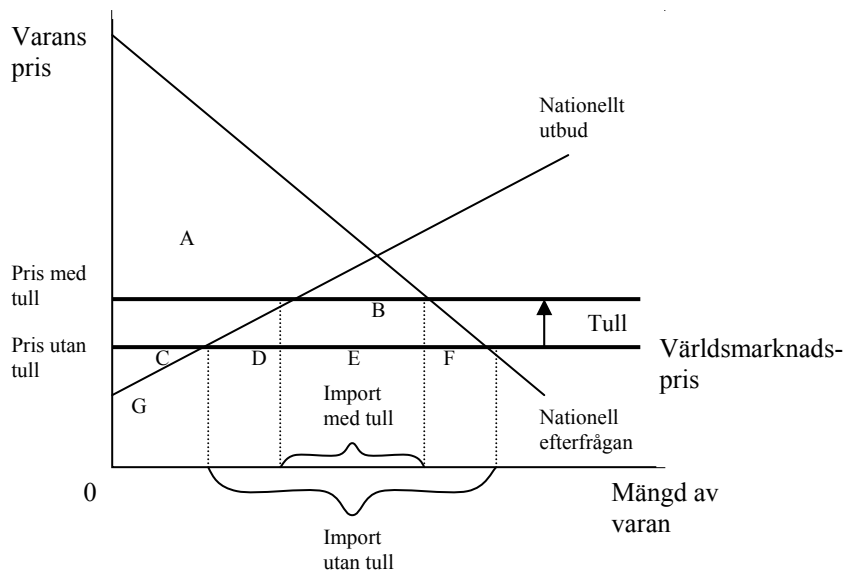 Varans
pris
Nationellt
utbud
A
Pris med
tull
B
Tull
Pris utan
tull
C
D
E
F
Världsmarknads-
pris
G
Import
med tull
Nationell
efterfrågan
0
Mängd av
varan
Import
utan tull